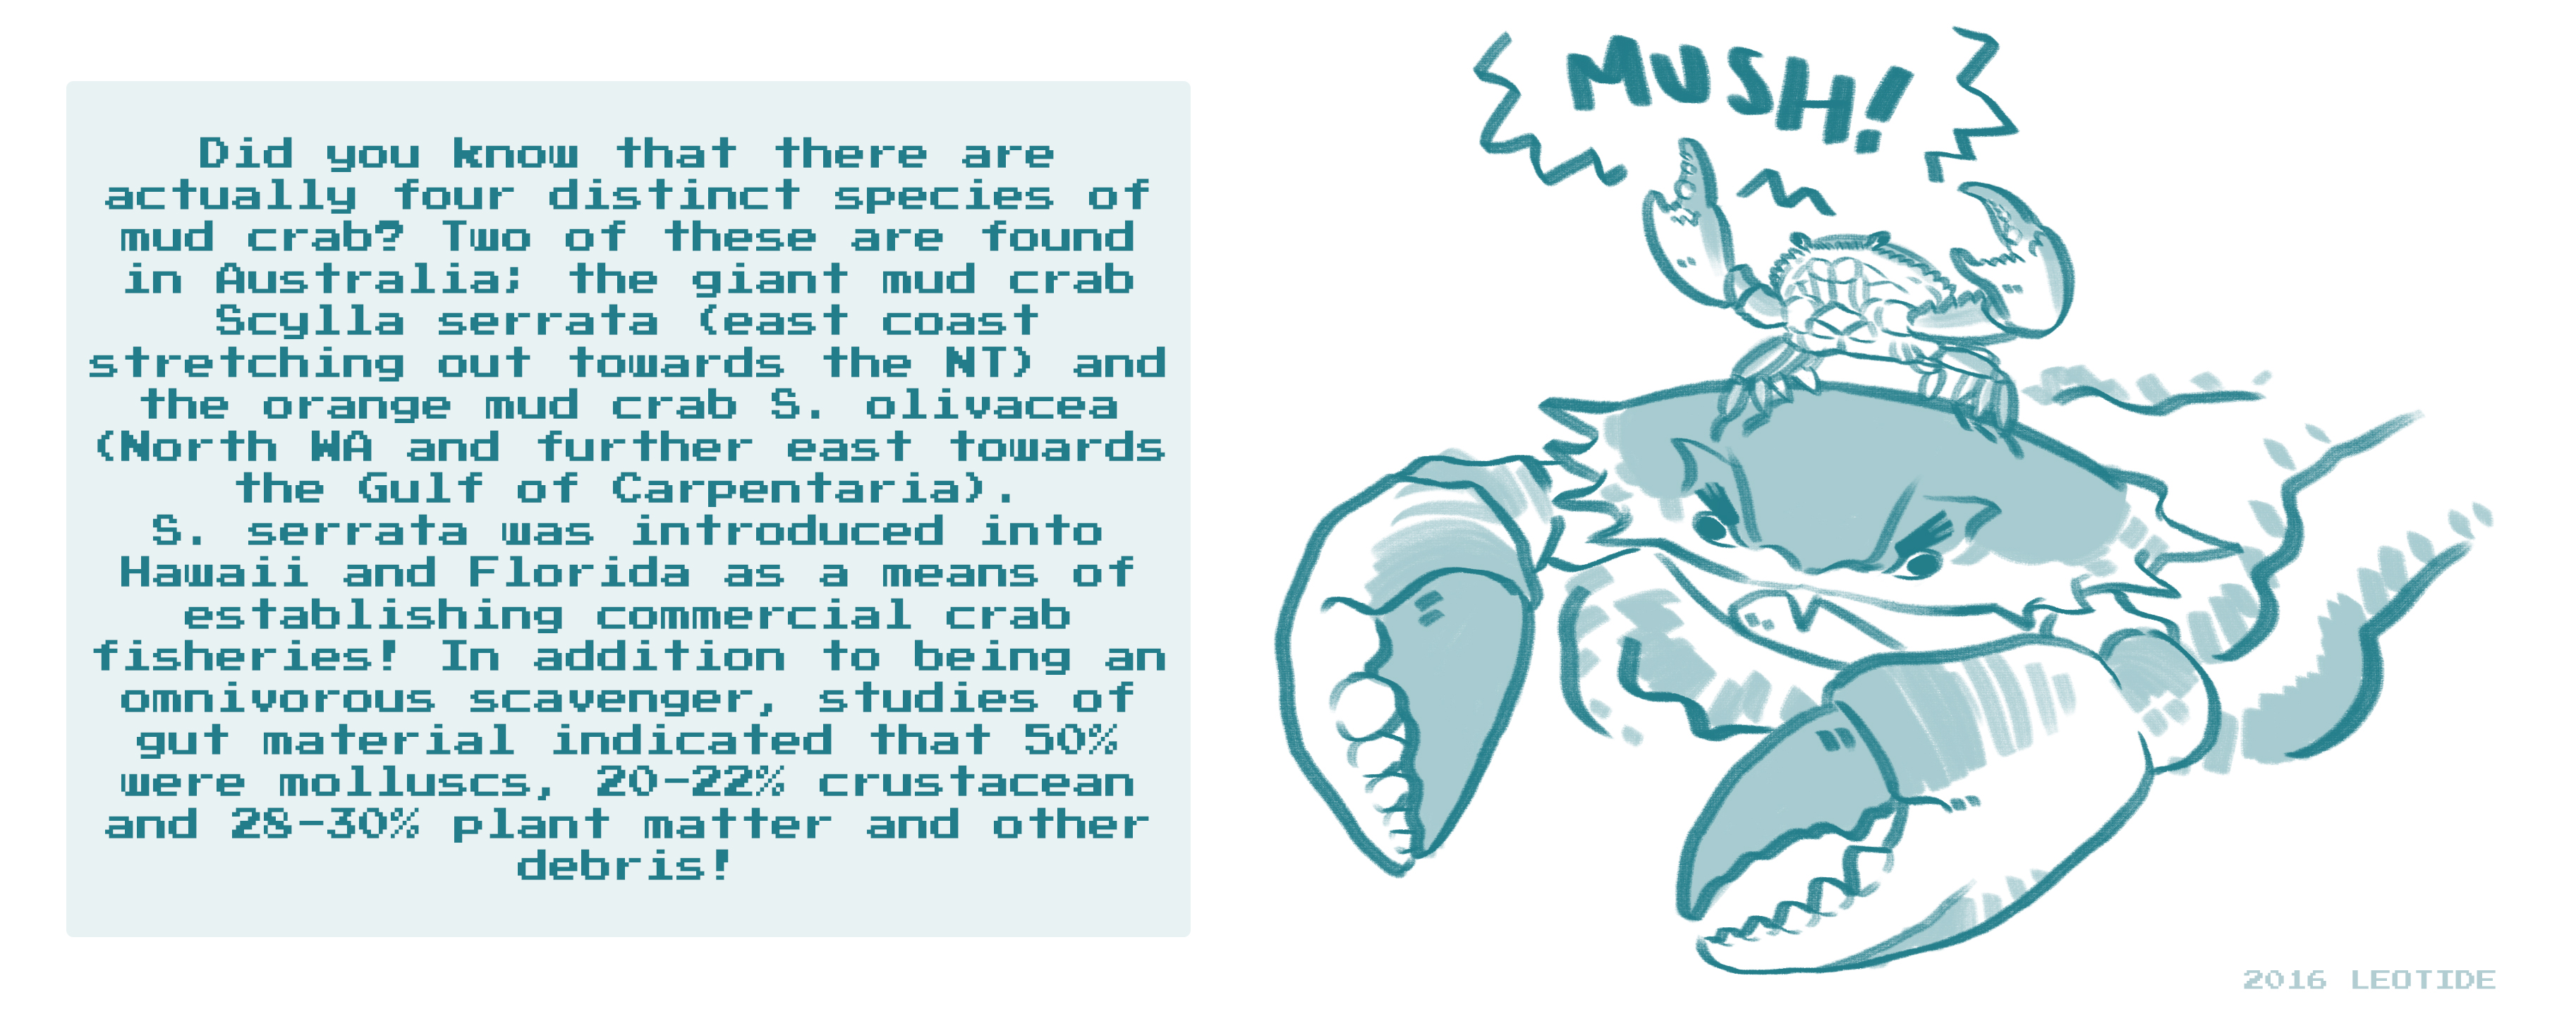 Did you know that there are
actually four distinct species of
mud crab? Two of these are found
in Australia; the giant mud crab
Scylla serrata (east coast
stretching out towards the NT) and
the orange mud crab S. olivacea
(North WA and further east towards
the Gulf of Carpentaria).
S. serrata was introduced into
Hawaii and Florida as a means of
establishing commercial crab
fisheries! In addition to being an
omnivorous scavenger, studies of
gut material indicated that 50%
were molluscs, 20-22% crustacean
and 28-30% plant matter and other
debris!
MUSH!
2016 LEOTIDE